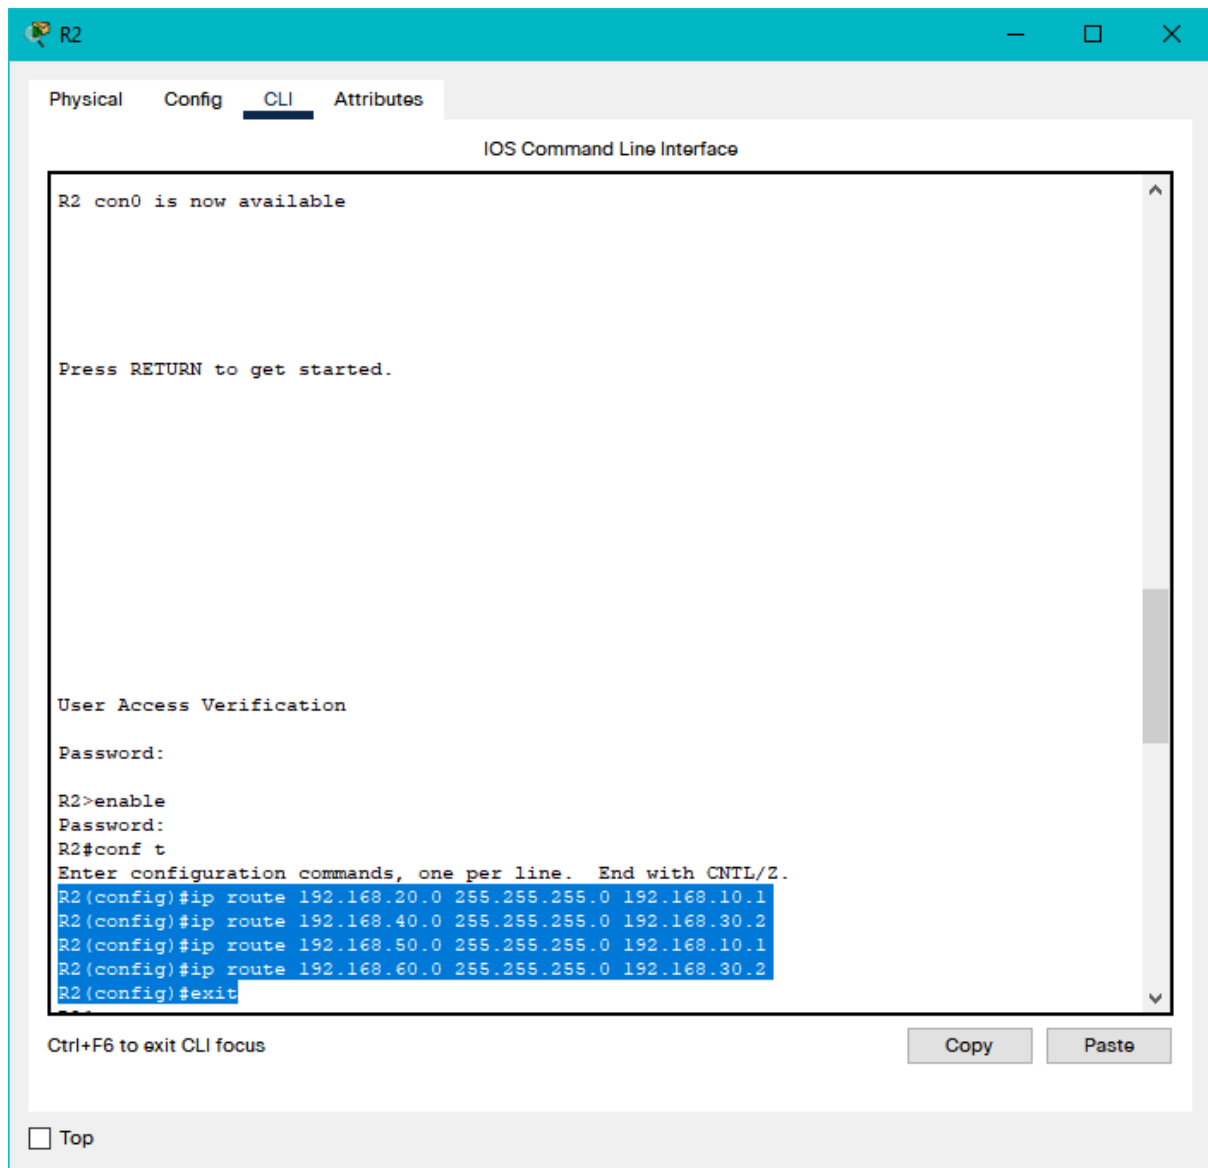 R2
Physical Config CLI Attributes
IOS Command Line Interface
R2 con0 is now available
Press RETURN to get started.
User Access Verification
Password:
R2>enable
Password:
R2#conf t
Enter configuration commands, one per line.  End with CNTL/Z.
R2(config)#ip route 192.168.20.0 255.255.255.0 192.168.10.1
R2(config)#ip route 192.168.40.0 255.255.255.0 192.168.30.2
R2(config)#ip route 192.168.50.0 255.255.255.0 192.168.10.1
R2(config)#ip route 192.168.60.0 255.255.255.0 192.168.30.2
R2(config)#exit
Ctrl+F6 to exit CLI focus
Copy Paste
Top